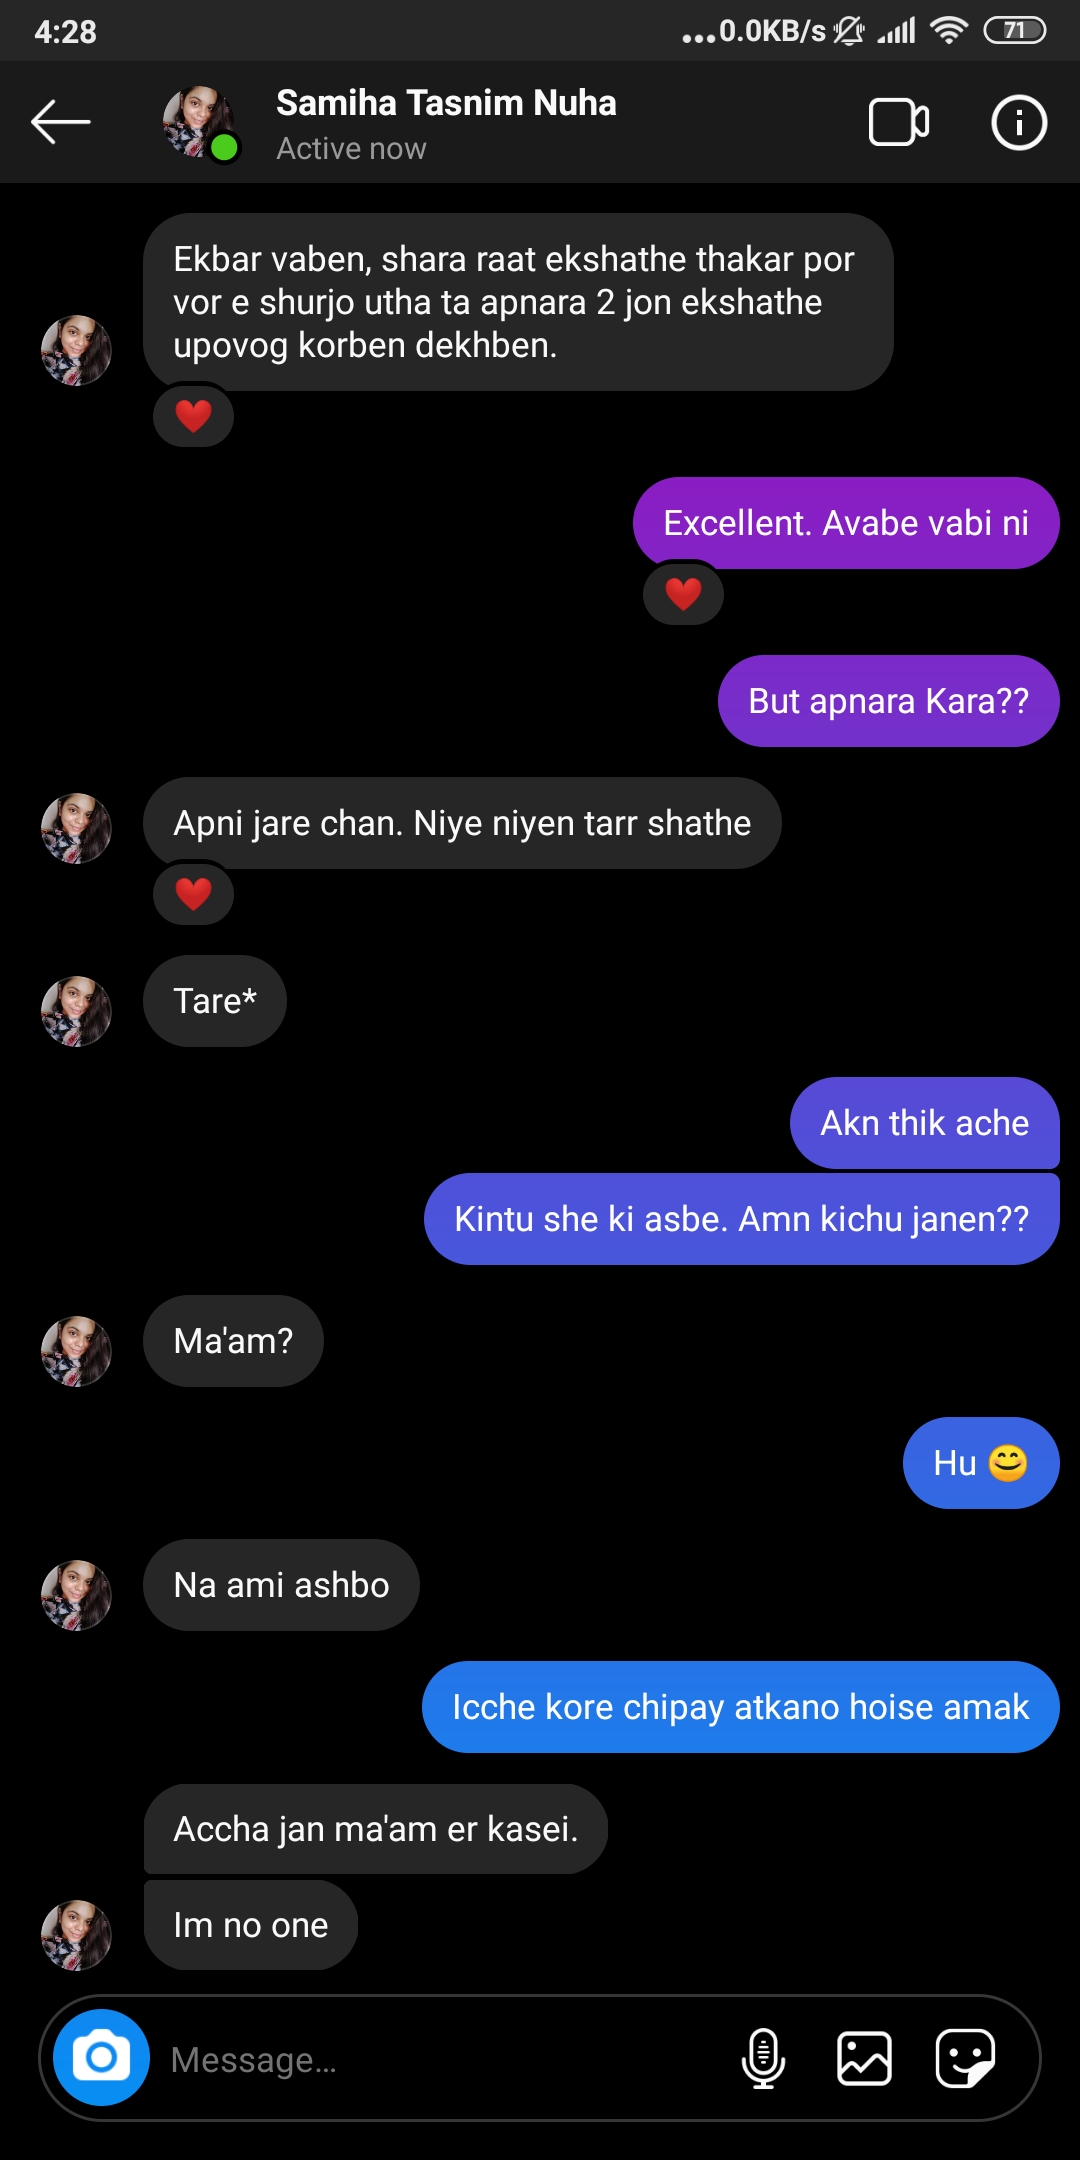 4:28
...0.0KB/s
71
Samiha Tasnim Nuha
Active now
Ekbar vaben, shara raat ekshathe thakar por
vor e shurjo utha ta apnara 2 jon ekshathe
upovog korben dekhben.
Excellent. Avabe vabi ni
But apnara Kara??
Apni jare chan. Niye niyen tarr shathe
Tare*
Akn thik ache
Kintu she ki asbe. Amn kichu janen??
Ma'am?
Hu 😊
Na ami ashbo
Icche kore chipay atkano hoise amak
Accha jan ma'am er kasei.
Im no one
Message...